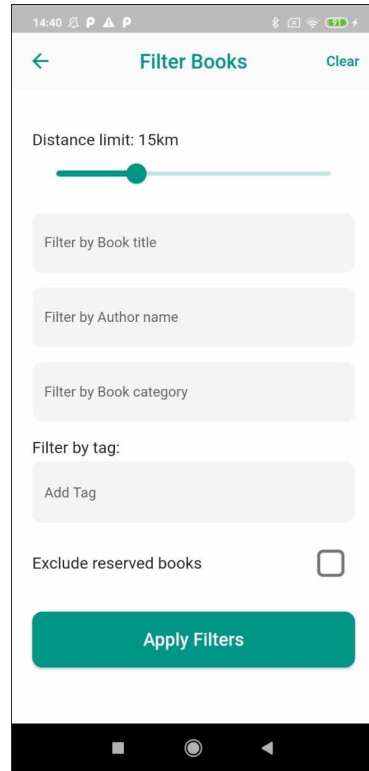 14:40
Filter Books
Clear
Distance limit: 15km
Filter by Book title
Filter by Author name
Filter by Book category
Filter by tag:
Add Tag
Exclude reserved books
Apply Filters